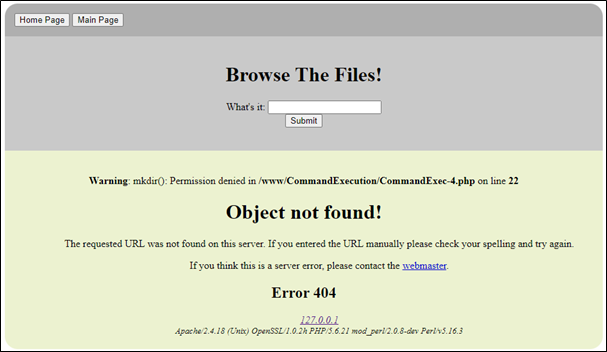 Home Page Main Page
Browse The Files!
What's it:
Submit
Warning: mkdir(): Permission denied in /www/CommandExecution/CommandExec-4.php on line 22
Object not found!
The requested URL was not found on this server. If you entered the URL manually please check your spelling and try again.
If you think this is a server error, please contact the webmaster.
Error 404
127.0.0.1
Apache/2.4.18 (Unix) OpenSSL/1.0.2h PHP/5.6.21 mod_perl/2.0.8-dev Perl/v5.16.3